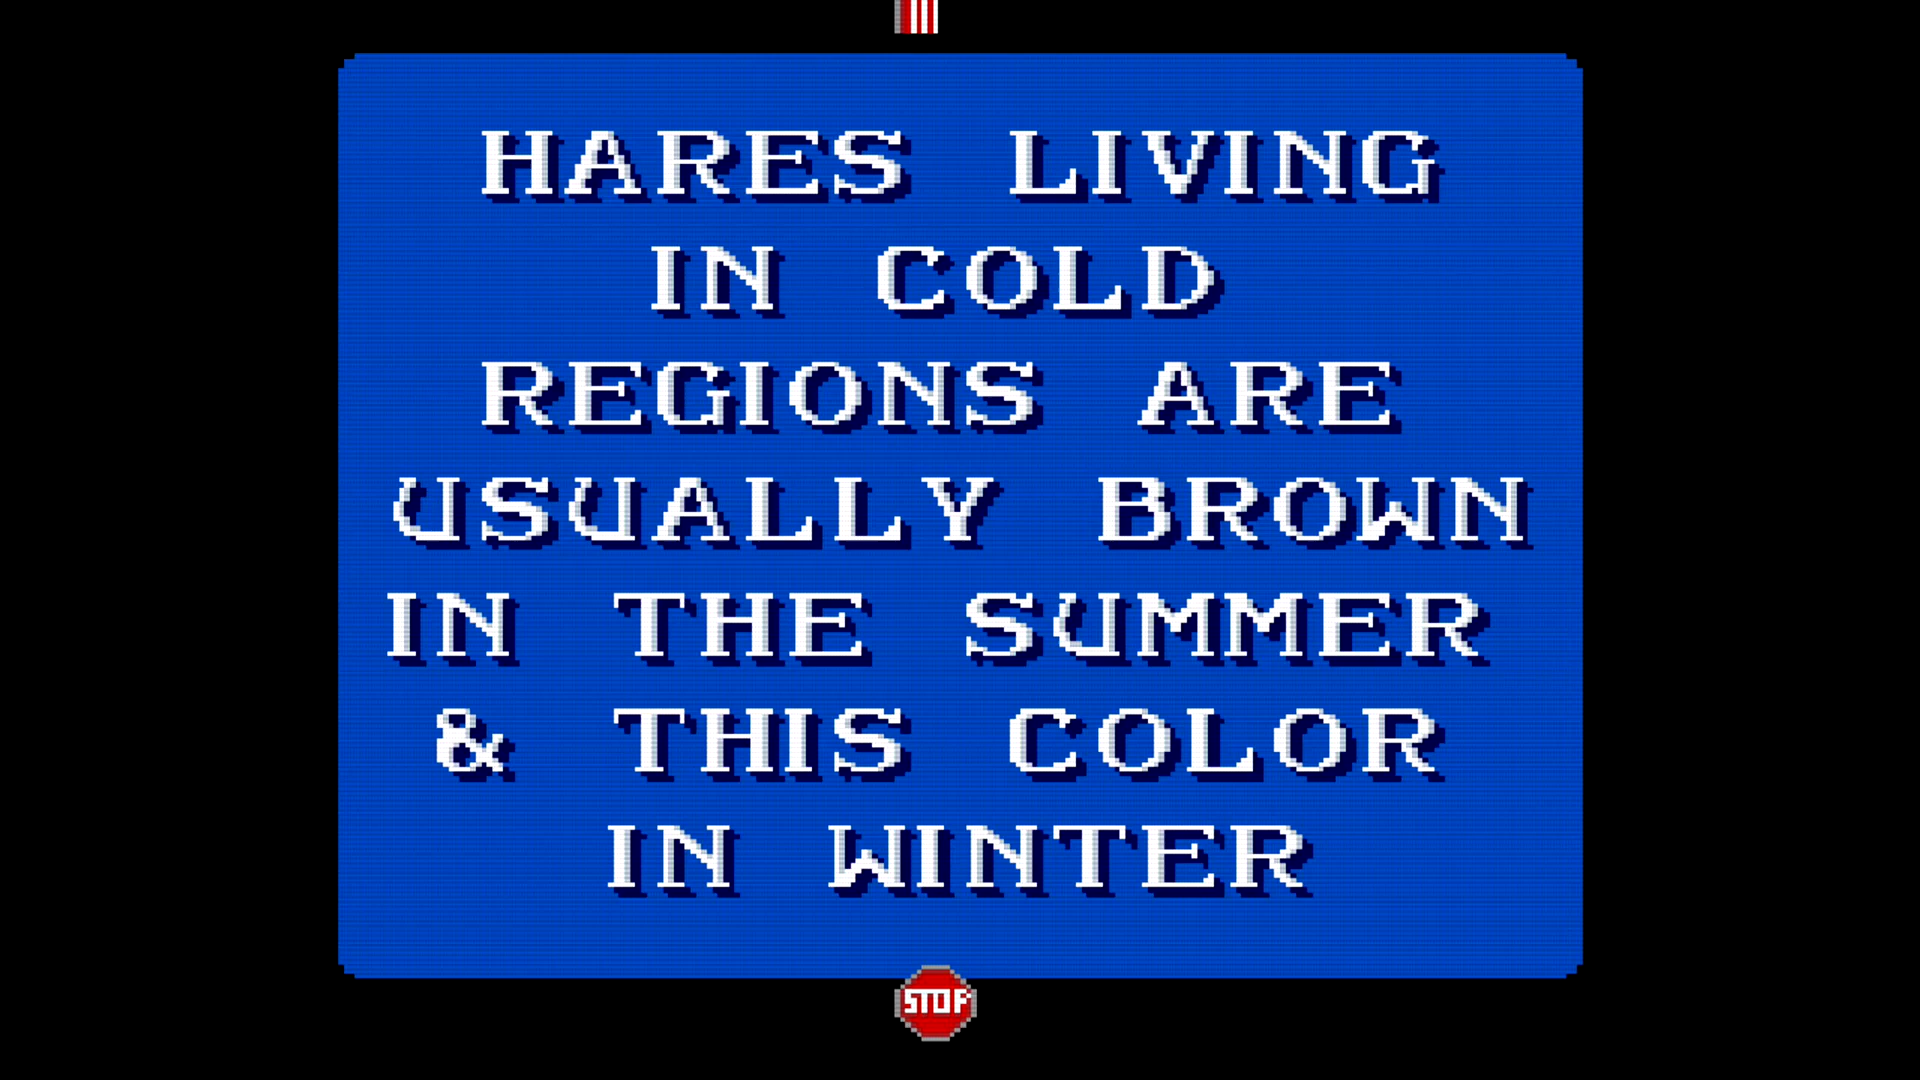 HARES LIVING
IN COLD
REGIONS ARE
USUALLY BROWN
IN THE SUMMER
& THIS COLOR
IN WINTER
STOP